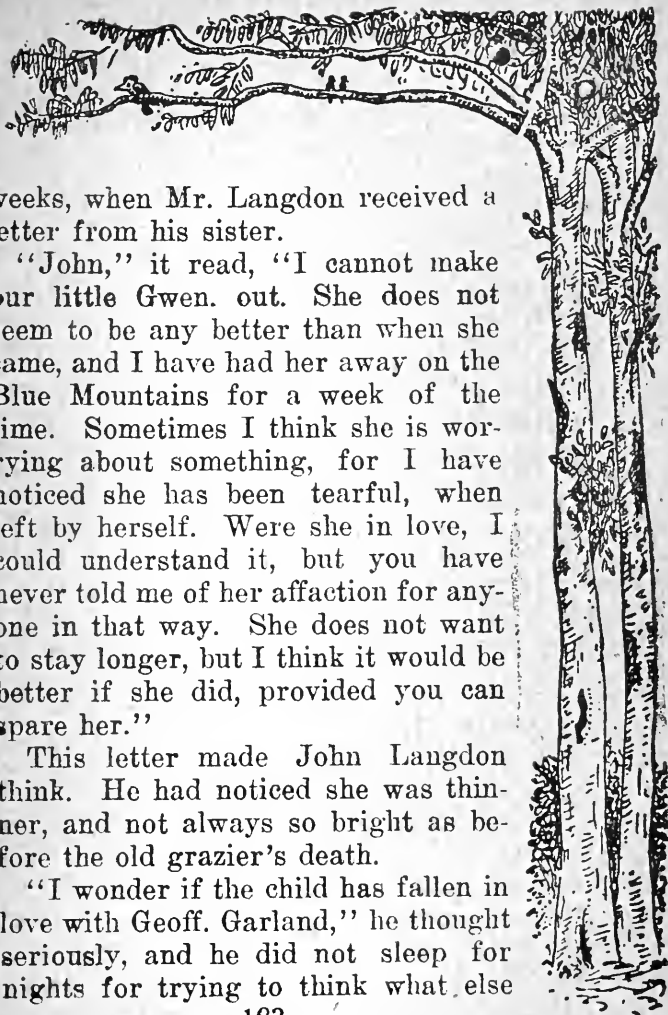 weeks, when Mr. Langdon received a
etter from his sister.
"John," it read, "I cannot make
our little Gwen. out. She does not
eem to be any better than when she
came, and I have had her away on the
Blue Mountains for a week of the
time. Sometimes I think she is wor-
rying about something, for I have
noticed she has been tearful, when
left by herself. Were she in love, I
could understand it, but you have
never told me of her affaction for any-
one in that way. She does not want
to stay longer, but I think it would be
better if she did, provided you can
spare her."
This letter made John Langdon
think. He had noticed she was thin-
ner, and not always so bright as be-
fore the old grazier's death.
"I wonder if the child has fallen in
love with Geoff. Garland," he thought
seriously, and he did not sleep for
nights for trying to think what else